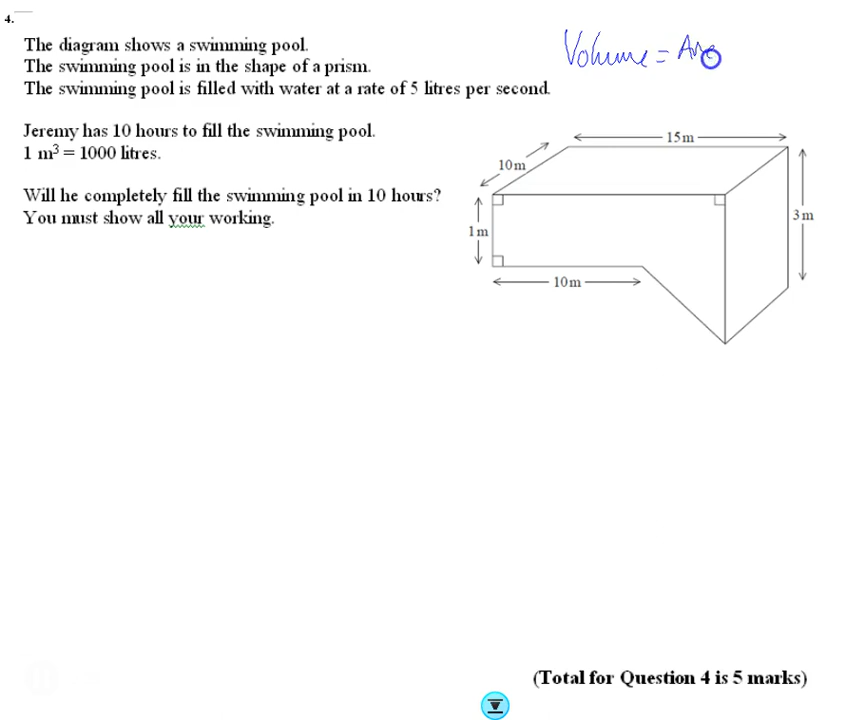 4.
The diagram shows a swimming pool.
The swimming pool is in the shape of a prism.
The swimming pool is filled with water at a rate of 5 litres per second.
Volume = Are
Jeremy has 10 hours to fill the swimming pool.
1 m³ = 1000 litres.
Will he completely fill the swimming pool in 10 hours?
You must show all your working.
15m
10m
3m
1m
10m
(Total for Question 4 is 5 marks)